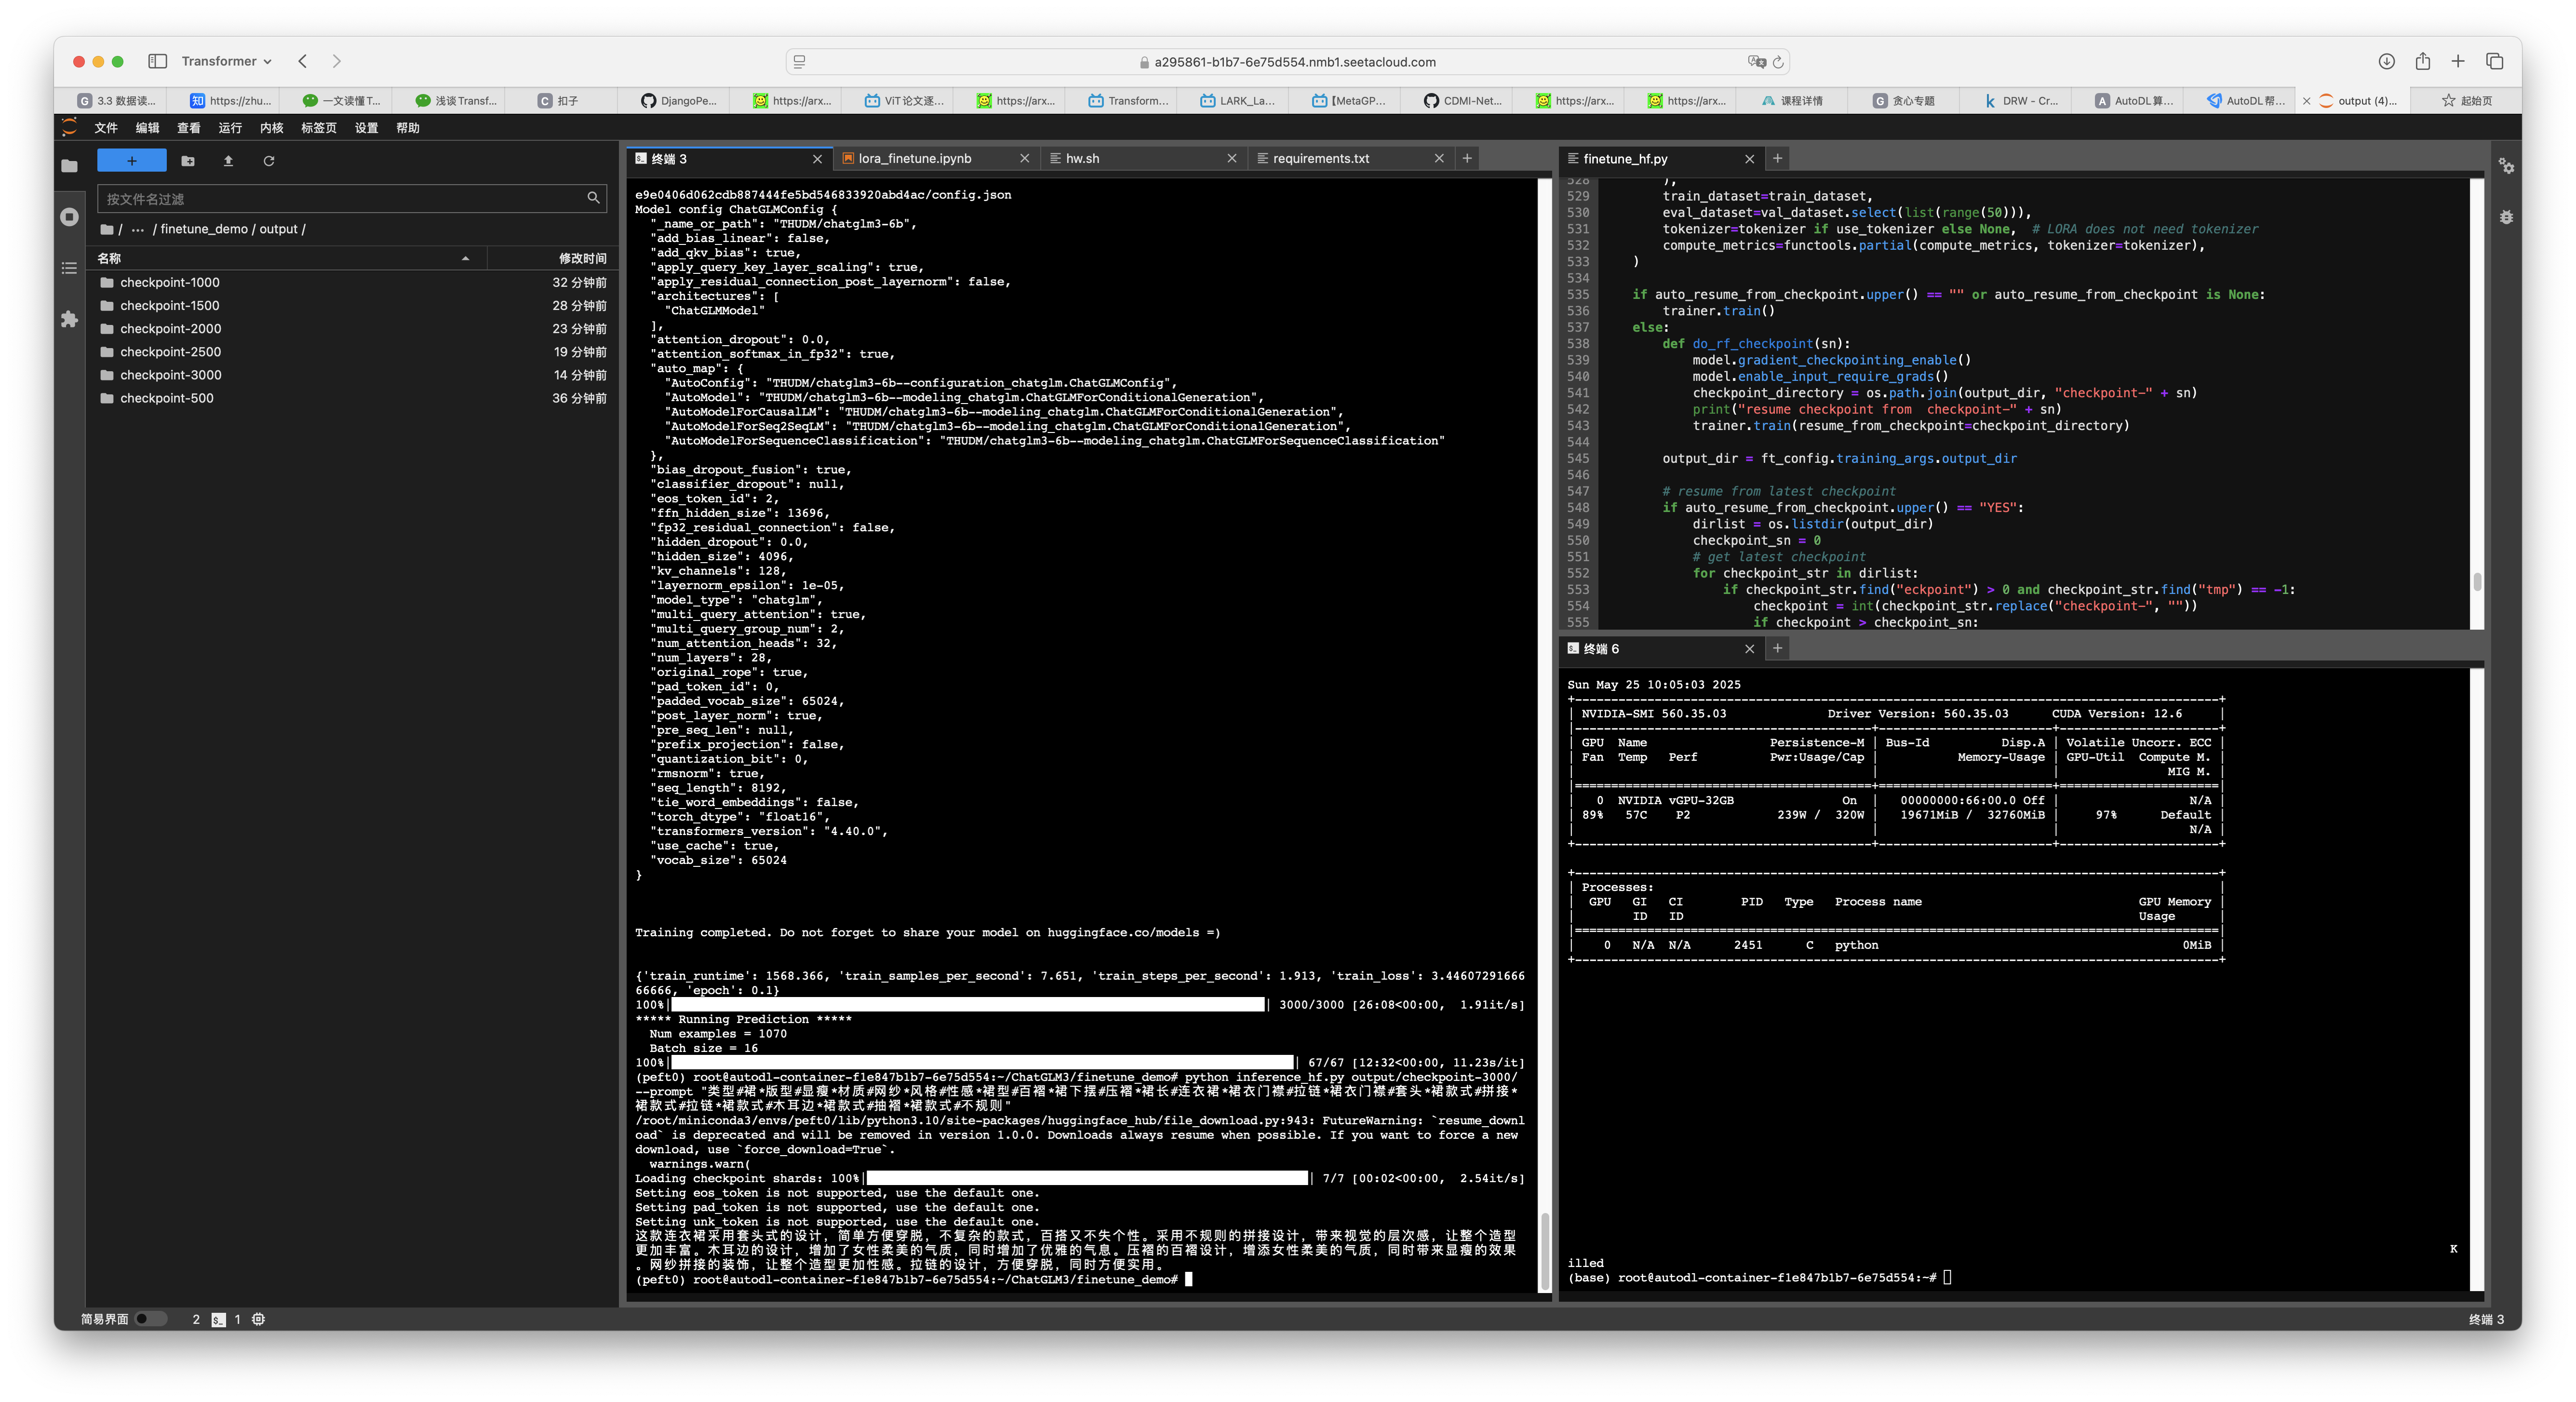 Transformer
a295861-b1b7-6e75d554.nmb1.seetacloud.com
3.3 数据读...
https://zhu...
一文读懂T...
浅谈Transf...
扣子
DjangoPe...
https://arx...
ViT论文逐...
https://arx...
Transform...
LARK_La...
【MetaGP...
CDMI-Net...
https://arx...
https://arx...
课程详情
贪心专题
DRW - Cr...
AutoDL算...
AutoDL帮...
output (4)...
起始页
文件 编辑 查看 运行 内核 标签页 设置 帮助
按文件名过滤
/ ... / finetune_demo / output /
名称 修改时间
checkpoint-1000 32 分钟前
checkpoint-1500 28 分钟前
checkpoint-2000 23 分钟前
checkpoint-2500 19 分钟前
checkpoint-3000 14 分钟前
checkpoint-500 36 分钟前
终端 3 lora_finetune.ipynb hw.sh requirements.txt
e9e0406d062cdb887444fe5bd546833920abd4ac/config.json
Model config ChatGLMConfig {
"_name_or_path": "THUDM/chatglm3-6b",
"add_bias_linear": false,
"add_qkv_bias": true,
"apply_query_key_layer_scaling": true,
"apply_residual_connection_post_layernorm": false,
"architectures": [
"ChatGLMModel"
],
"attention_dropout": 0.0,
"attention_softmax_in_fp32": true,
"auto_map": {
"AutoConfig": "THUDM/chatglm3-6b--configuration_chatglm.ChatGLMConfig",
"AutoModel": "THUDM/chatglm3-6b--modeling_chatglm.ChatGLMForConditionalGeneration",
"AutoModelForCausalLM": "THUDM/chatglm3-6b--modeling_chatglm.ChatGLMForConditionalGeneration",
"AutoModelForSeq2SeqLM": "THUDM/chatglm3-6b--modeling_chatglm.ChatGLMForConditionalGeneration",
"AutoModelForSequenceClassification": "THUDM/chatglm3-6b--modeling_chatglm.ChatGLMForSequenceClassification"
},
"bias_dropout_fusion": true,
"classifier_dropout": null,
"eos_token_id": 2,
"ffn_hidden_size": 13696,
"fp32_residual_connection": false,
"hidden_dropout": 0.0,
"hidden_size": 4096,
"kv_channels": 128,
"layernorm_epsilon": 1e-05,
"model_type": "chatglm",
"multi_query_attention": true,
"multi_query_group_num": 2,
"num_attention_heads": 32,
"num_layers": 28,
"original_rope": true,
"pad_token_id": 0,
"padded_vocab_size": 65024,
"post_layer_norm": true,
"pre_seq_len": null,
"prefix_projection": false,
"quantization_bit": 0,
"rmsnorm": true,
"seq_length": 8192,
"tie_word_embeddings": false,
"torch_dtype": "float16",
"transformers_version": "4.40.0",
"use_cache": true,
"vocab_size": 65024
}
Training completed. Do not forget to share your model on huggingface.co/models =)
{'train_runtime': 1568.366, 'train_samples_per_second': 7.651, 'train_steps_per_second': 1.913, 'train_loss': 3.44607291666
66666, 'epoch': 0.1}
100%| | 3000/3000 [26:08<00:00, 1.91it/s]
***** Running Prediction *****
Num examples = 1070
Batch size = 16
100%| | 67/67 [12:32<00:00, 11.23s/it]
(peft0) root@autodl-container-f1e847b1b7-6e75d554:~/ChatGLM3/finetune_demo# python inference_hf.py output/checkpoint-3000/
--prompt "类型#裙*版型#显瘦*材质#网纱*风格#性感*裙型#百褶*裙下摆#压褶*裙长#连衣裙*裙衣门襟#拉链*裙衣门襟#套头*裙款式#拼接*
裙款式#拉链*裙款式#木耳边*裙款式#抽褶*裙款式#不规则"
/root/miniconda3/envs/peft0/lib/python3.10/site-packages/huggingface_hub/file_download.py:943: FutureWarning: `resume_downl
oad` is deprecated and will be removed in version 1.0.0. Downloads always resume when possible. If you want to force a new
download, use `force_download=True`.
warnings.warn(
Loading checkpoint shards: 100%| | 7/7 [00:02<00:00, 2.54it/s]
Setting eos_token is not supported, use the default one.
Setting pad_token is not supported, use the default one.
Setting unk_token is not supported, use the default one.
这款连衣裙采用套头式的设计，简单方便穿脱，不复杂的款式，百搭又不失个性。采用不规则的拼接设计，带来视觉的层次感，让整个造型
更加丰富。木耳边的设计，增加了女性柔美的气质，同时增加了优雅的气息。压褶的百褶设计，增添女性柔美的气质，同时带来显瘦的效果
。网纱拼接的装饰，让整个造型更加性感。拉链的设计，方便穿脱，同时方便实用。
(peft0) root@autodl-container-f1e847b1b7-6e75d554:~/ChatGLM3/finetune_demo#
finetune_hf.py
528 ),
529 train_dataset=train_dataset,
530 eval_dataset=val_dataset.select(list(range(50))),
531 tokenizer=tokenizer if use_tokenizer else None, # LORA does not need tokenizer
532 compute_metrics=functools.partial(compute_metrics, tokenizer=tokenizer),
533 )
534
535 if auto_resume_from_checkpoint.upper() == "" or auto_resume_from_checkpoint is None:
536 trainer.train()
537 else:
538 def do_rf_checkpoint(sn):
539 model.gradient_checkpointing_enable()
540 model.enable_input_require_grads()
541 checkpoint_directory = os.path.join(output_dir, "checkpoint-" + sn)
542 print("resume checkpoint from  checkpoint-" + sn)
543 trainer.train(resume_from_checkpoint=checkpoint_directory)
544
545 output_dir = ft_config.training_args.output_dir
546
547 # resume from latest checkpoint
548 if auto_resume_from_checkpoint.upper() == "YES":
549 dirlist = os.listdir(output_dir)
550 checkpoint_sn = 0
551 # get latest checkpoint
552 for checkpoint_str in dirlist:
553 if checkpoint_str.find("eckpoint") > 0 and checkpoint_str.find("tmp") == -1:
554 checkpoint = int(checkpoint_str.replace("checkpoint-", ""))
555 if checkpoint > checkpoint_sn:
终端 6
Sun May 25 10:05:03 2025
NVIDIA-SMI 560.35.03 Driver Version: 560.35.03 CUDA Version: 12.6
GPU Name Persistence-M | Bus-Id Disp.A | Volatile Uncorr. ECC
Fan Temp Perf Pwr:Usage/Cap | Memory-Usage | GPU-Util Compute M.
MIG M.
0 NVIDIA vGPU-32GB On | 00000000:66:00.0 Off | N/A
89% 57C P2 239W / 320W | 19671MiB / 32760MiB | 97% Default
N/A
Processes:
GPU GI CI PID Type Process name GPU Memory
ID ID Usage
0 N/A N/A 2451 C python 0MiB
K
illed
(base) root@autodl-container-f1e847b1b7-6e75d554:~#
简易界面 2 1 终端 3